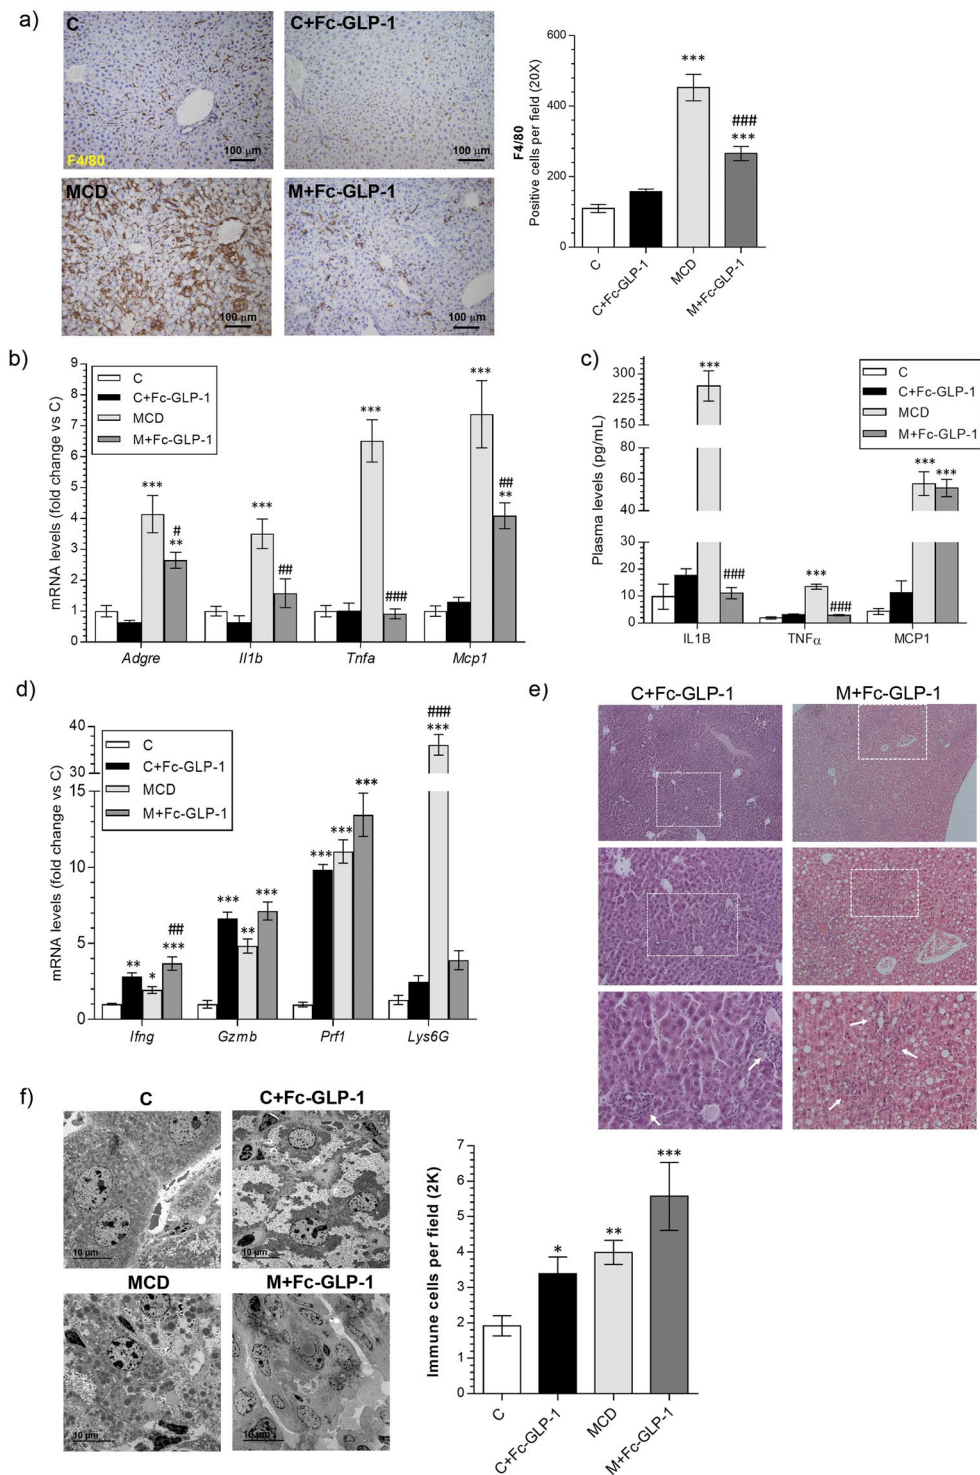 a)
C
C+Fc-GLP-1
F4/80
100 µm
100 µm
MCD
M+Fc-GLP-1
100 µm
100 µm
F4/80
Positive cells per field (20X)
600
400
200
0
***
###
***
C
C+Fc-GLP-1
MCD
M+Fc-GLP-1
b)
mRNA levels (fold change vs C)
9
8
7
6
5
4
3
2
1
0
C
C+Fc-GLP-1
MCD
M+Fc-GLP-1
***
#
**
***
##
***
###
***
##
**
Adgre
Il1b
Tnfa
Mcp1
c)
Plasma levels (pg/mL)
300
225
150
80
60
40
20
10
0
C
C+Fc-GLP-1
MCD
M+Fc-GLP-1
***
###
***
###
***
***
IL1B
TNFα
MCP1
d)
mRNA levels (fold change vs C)
40
30
15
10
5
0
C
C+Fc-GLP-1
MCD
M+Fc-GLP-1
**
*
##
***
***
**
***
***
***
***
###
***
Ifng
Gzmb
Prf1
Lys6G
e)
C+Fc-GLP-1
M+Fc-GLP-1
f)
C
C+Fc-GLP-1
10 µm
10 µm
MCD
M+Fc-GLP-1
10 µm
10 µm
Immune cells per field (2K)
7
6
5
4
3
2
1
0
*
**
***
C
C+Fc-GLP-1
MCD
M+Fc-GLP-1